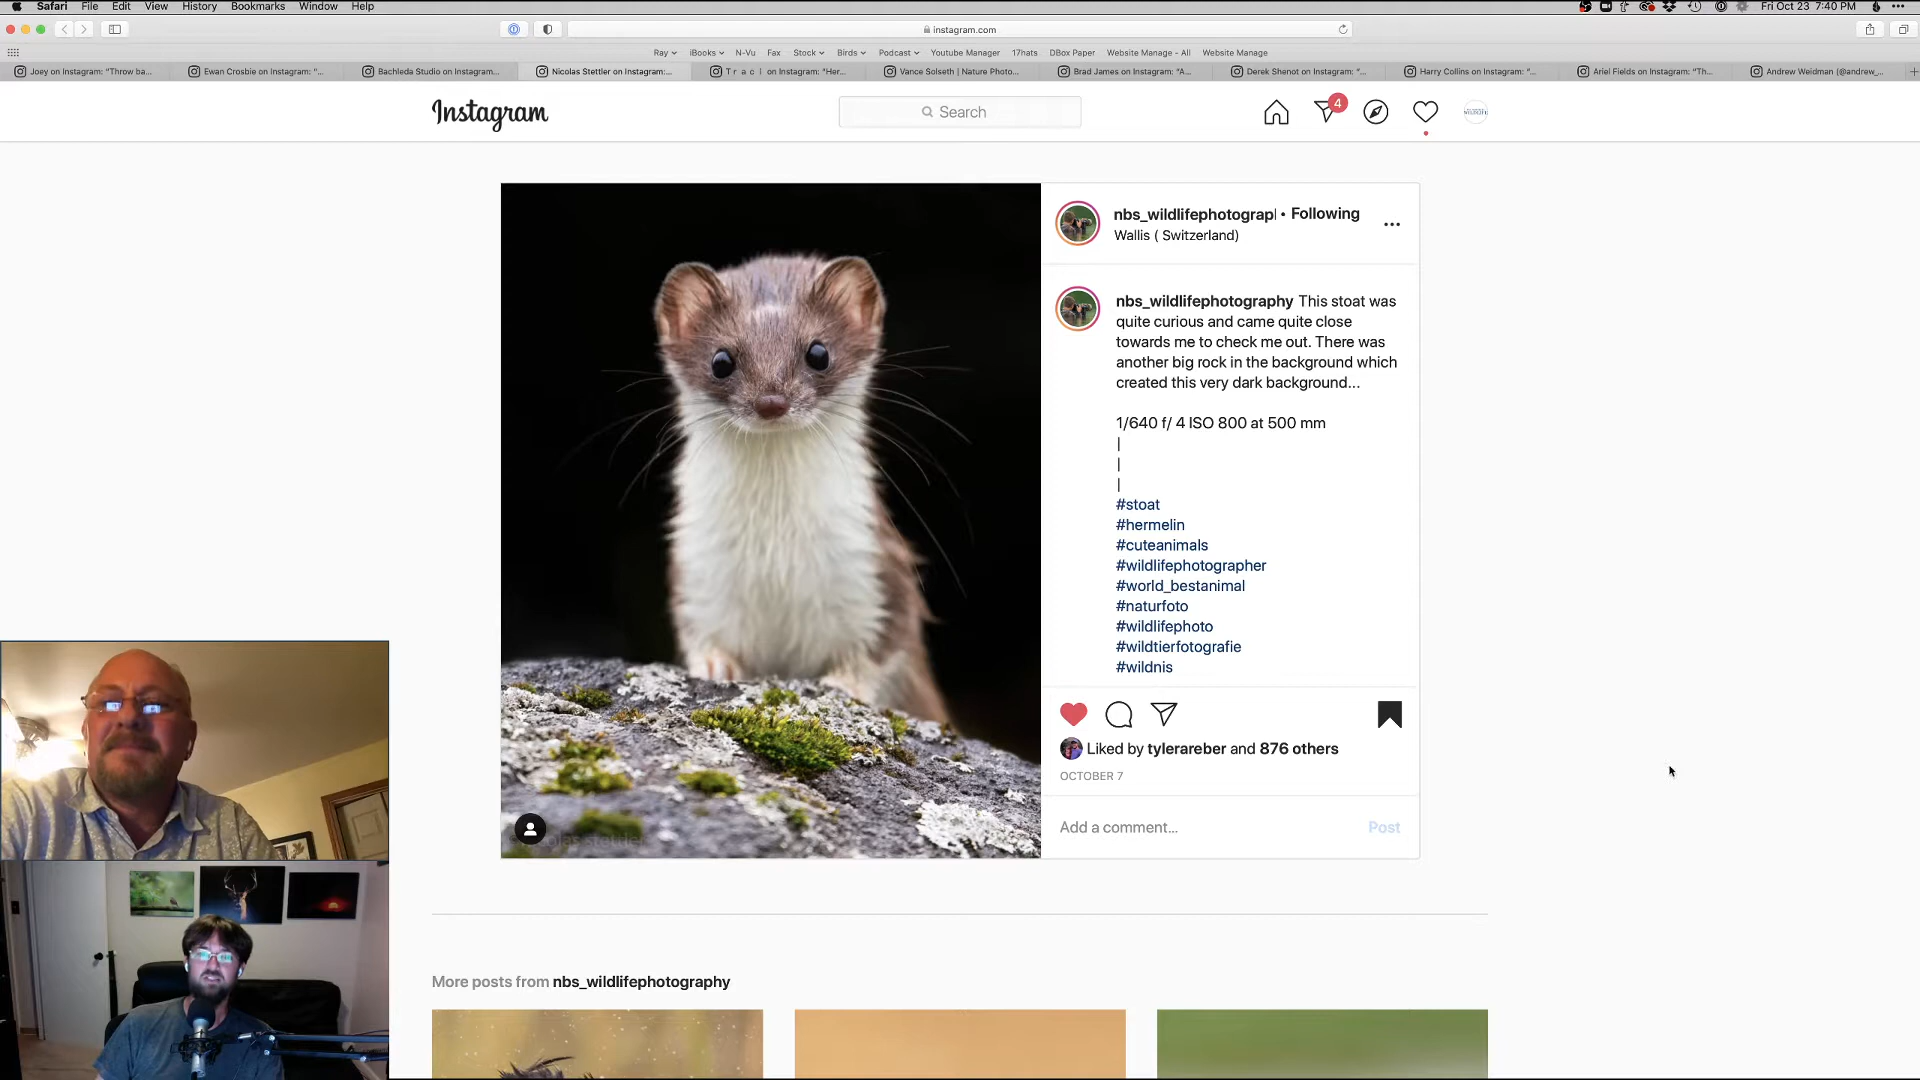 Safari File Edit View History Bookmarks Window Help Fri Oct 23 7:40 PM
instagram.com
Ray iBooks N-Vu Fax Stock Birds Podcast Youtube Manager 17hats DBox Paper Website Manage - All Website Manage
Joey on Instagram: “Throw ba... Ewan Crosbie on Instagram: “... Bachleda Studio on Instagram... Nicolas Stettler on Instagram:... T r a c i on Instagram: “Her... Vance Solseth | Nature Photo... Brad James on Instagram: “A... Derek Shenot on Instagram: “... Harry Collins on Instagram: “... Ariel Fields on Instagram: “Th... Andrew Weidman (@andrew_...
Instagram
Search
4
nbs_wildlifephotograpl • Following
Wallis ( Switzerland)
nbs_wildlifephotography This stoat was
quite curious and came quite close
towards me to check me out. There was
another big rock in the background which
created this very dark background...
1/640 f/ 4 ISO 800 at 500 mm
|
|
|
#stoat
#hermelin
#cuteanimals
#wildlifephotographer
#world_bestanimal
#naturfoto
#wildlifephoto
#wildtierfotografie
#wildnis
Liked by tylerareber and 876 others
OCTOBER 7
Add a comment... Post
More posts from nbs_wildlifephotography